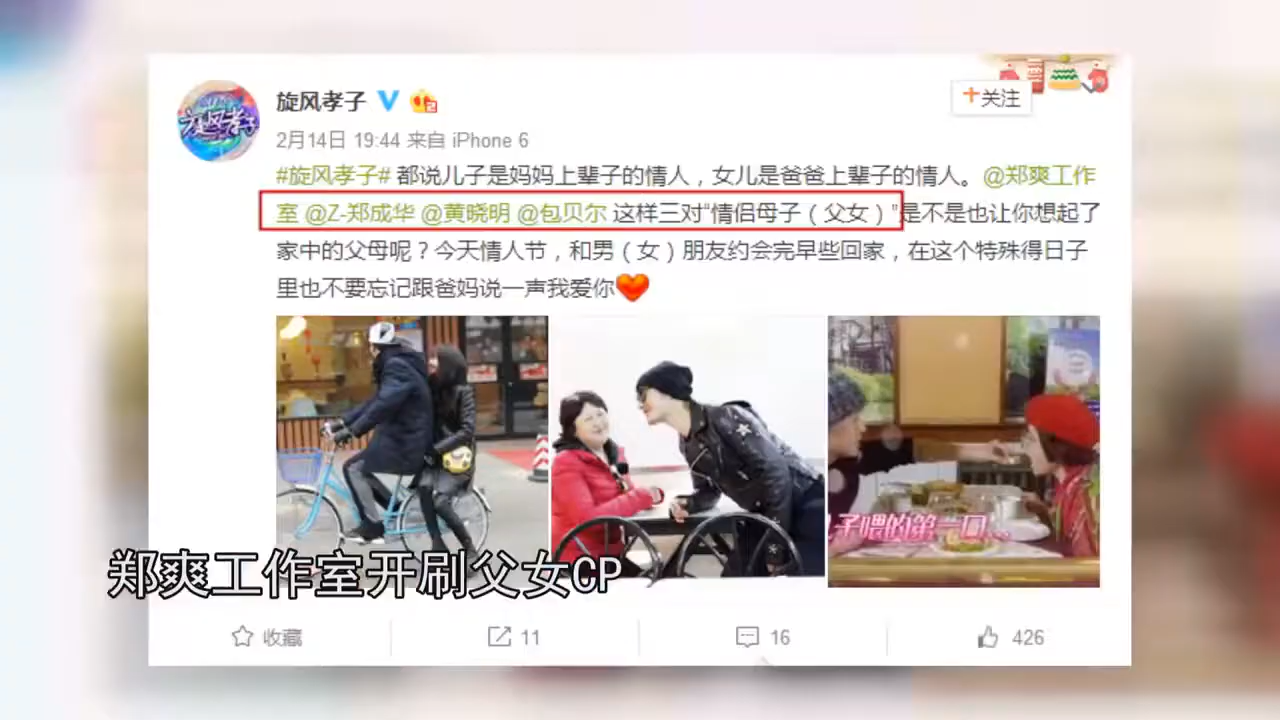 旋风孝子
+关注
2月14日 19:44 来自 iPhone 6
#旋风孝子# 都说儿子是妈妈上辈子的情人，女儿是爸爸上辈子的情人。@郑爽工作
室 @Z-郑成华 @黄晓明 @包贝尔 这样三对“情侣母子（父女）”是不是也让你想起了
家中的父母呢？今天情人节，和男（女）朋友约会完早些回家，在这个特殊得日子
里也不要忘记跟爸妈说一声我爱你
子喂的第一口...
郑爽工作室开刷父女CP
收藏
11
16
426